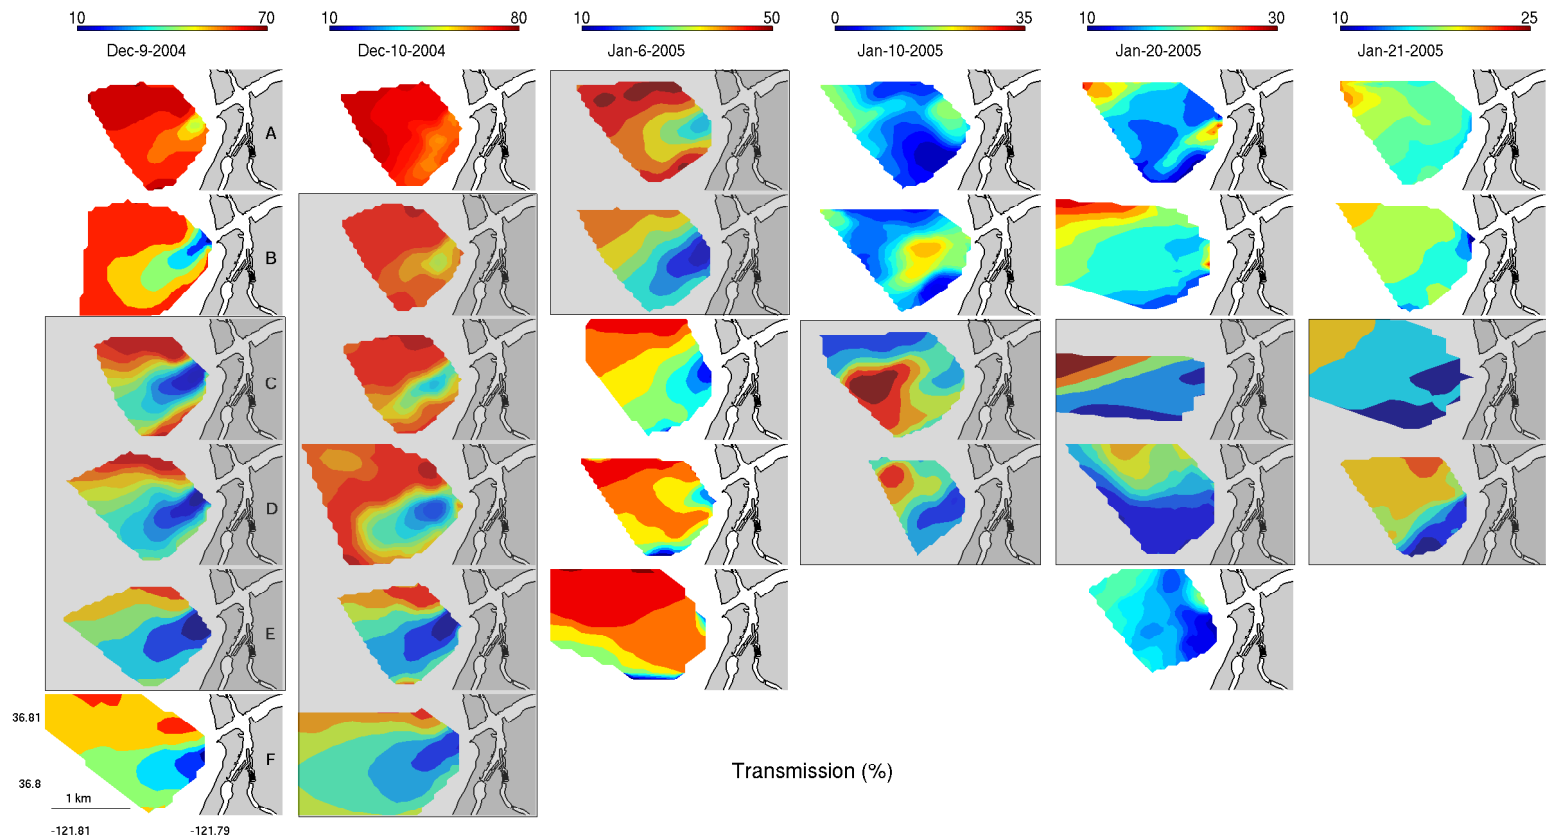 10 70 10 80 10 50 0 35 10 30 10 25
Dec-9-2004 Dec-10-2004 Jan-6-2005 Jan-10-2005 Jan-20-2005 Jan-21-2005
A
B
C
D
E
F
36.81
36.8
Transmission (%)
1 km
-121.81 -121.79